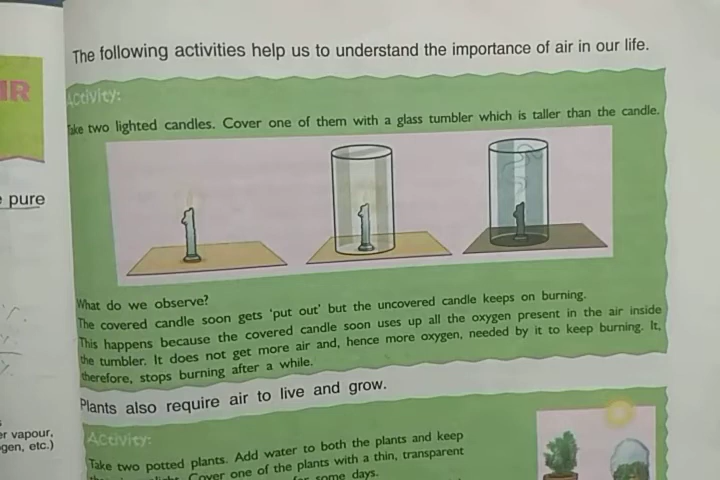 The following activities help us to understand the importance of air in our life.
Activity:
Take two lighted candles. Cover one of them with a glass tumbler which is taller than the candle.
What do we observe?
The covered candle soon gets 'put out' but the uncovered candle keeps on burning.
This happens because the covered candle soon uses up all the oxygen present in the air inside
the tumbler. It does not get more air and, hence more oxygen, needed by it to keep burning. It,
therefore, stops burning after a while.
Plants also require air to live and grow.
Activity:
Take two potted plants. Add water to both the plants and keep
Cover one of the plants with a thin, transparent
some days.
IR
pure
er vapour,
gen, etc.)